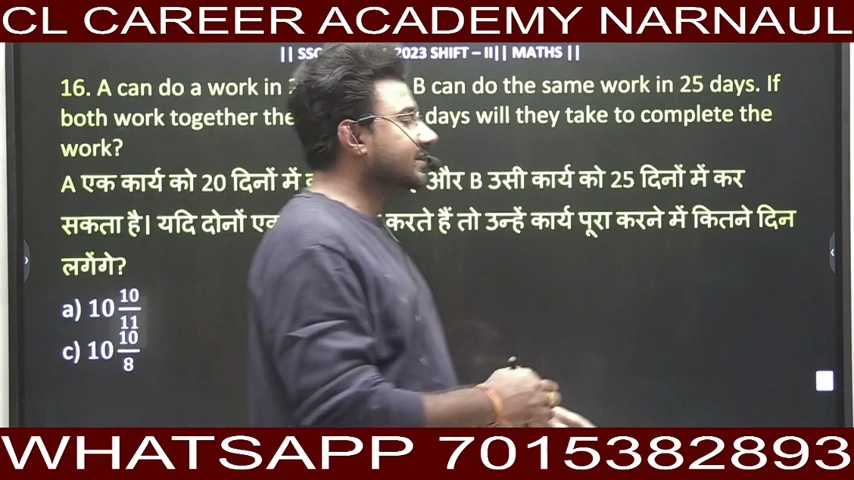 CL CAREER ACADEMY NARNAUL
|| SSC 2023 SHIFT – II|| MATHS ||
16. A can do a work in B can do the same work in 25 days. If
both work together days will they take to complete the
work?
A एक कार्य को 20 दिनों में और B उसी कार्य को 25 दिनों में कर
सकता है। यदि दोनों करते हैं तो उन्हें कार्य पूरा करने में कितने दिन
लगेंगे?
a) 10 10/11
c) 10 10/8
WHATSAPP 7015382893